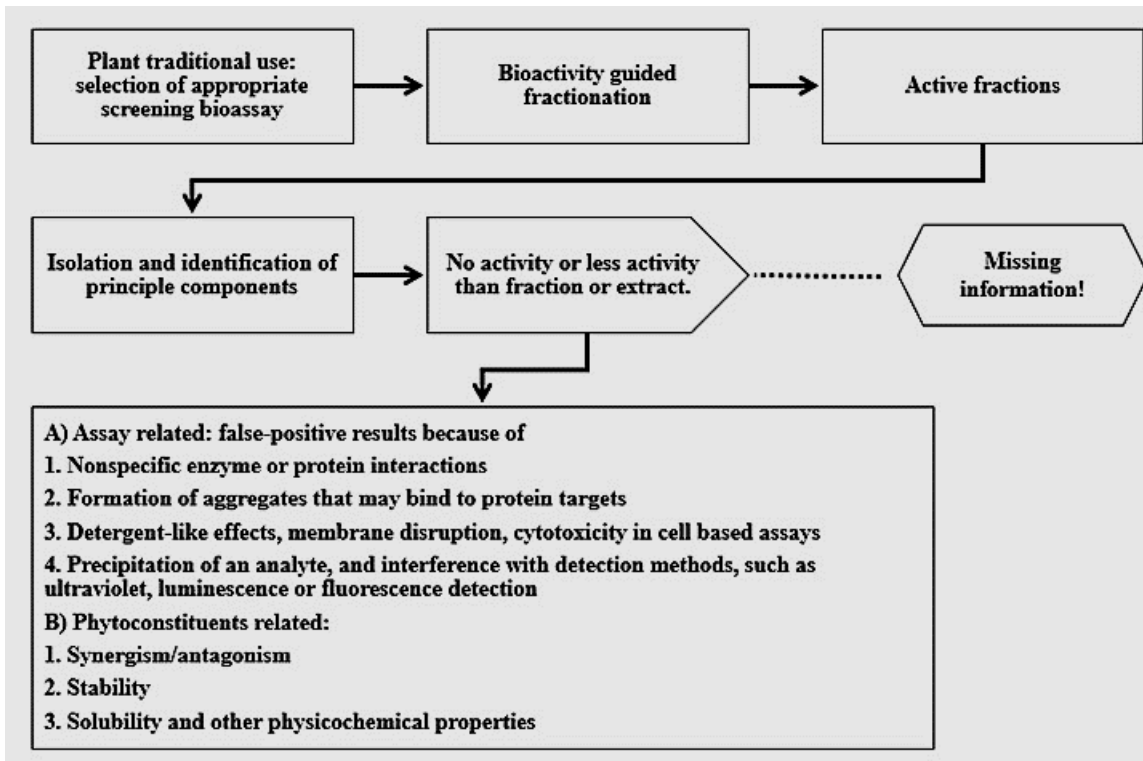 Plant traditional use:
selection of appropriate
screening bioassay
Bioactivity guided
fractionation
Active fractions
Isolation and identification of
principle components
No activity or less activity
than fraction or extract.
Missing
information!
A) Assay related: false-positive results because of
1. Nonspecific enzyme or protein interactions
2. Formation of aggregates that may bind to protein targets
3. Detergent-like effects, membrane disruption, cytotoxicity in cell based assays
4. Precipitation of an analyte, and interference with detection methods, such as
ultraviolet, luminescence or fluorescence detection
B) Phytoconstituents related:
1. Synergism/antagonism
2. Stability
3. Solubility and other physicochemical properties